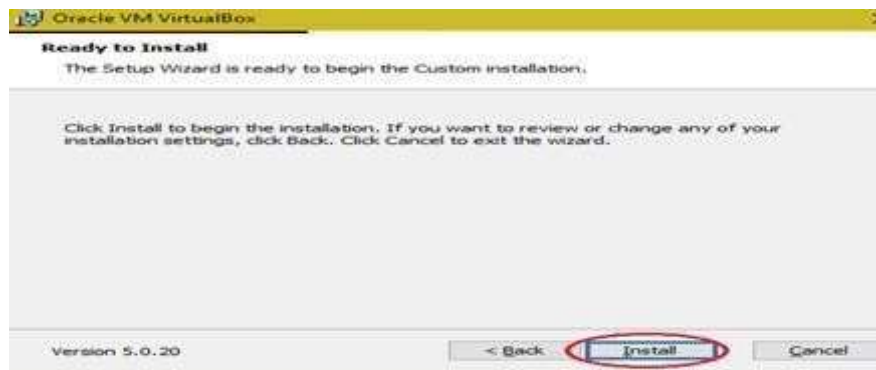 Oracle VM VirtualBox
Ready to Install
The Setup Wizard is ready to begin the Custom installation.
Click Install to begin the installation. If you want to review or change any of your
installation settings, click Back. Click Cancel to exit the wizard.
Version 5.0.20
< Back
Install
Cancel